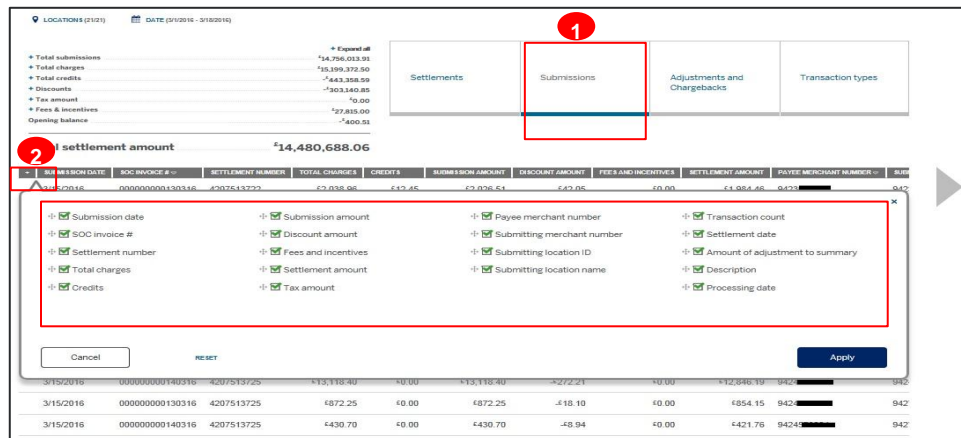 LOCATIONS (21/21) DATE (3/1/2016 - 3/18/2016)
1
+ Expand all
+ Total submissions £14,756,013.91
+ Total charges £15,199,372.50
+ Total credits -£443,358.59
+ Discounts -£303,140.85
+ Tax amount £0.00
+ Fees & incentives £27,815.00
Opening balance -£400.51
settlement amount £14,480,688.06
Settlements
Submissions
Adjustments and
Chargebacks
Transaction types
2
+ SUBMISSION DATE SOC INVOICE # SETTLEMENT NUMBER TOTAL CHARGES CREDITS SUBMISSION AMOUNT DISCOUNT AMOUNT FEES AND INCENTIVES SETTLEMENT AMOUNT PAYEE MERCHANT NUMBER SUB
3/15/2016 000000000130316 4207513722 £2,038.96 £12.45 £2,026.51 £42.05 £0.00 £1,984.46 9423 942
×
Submission date
SOC invoice #
Settlement number
Total charges
Credits
Submission amount
Discount amount
Fees and incentives
Settlement amount
Tax amount
Payee merchant number
Submitting merchant number
Submitting location ID
Submitting location name
Transaction count
Settlement date
Amount of adjustment to summary
Description
Processing date
Cancel RESET Apply
3/15/2016 000000000140316 4207513725 £13,118.40 £0.00 £13,118.40 -£272.21 £0.00 £12,846.19 9424 942
3/15/2016 000000000130316 4207513725 £872.25 £0.00 £872.25 -£18.10 £0.00 £854.15 9424 942
3/15/2016 000000000140316 4207513725 £430.70 £0.00 £430.70 -£8.94 £0.00 £421.76 94245 942